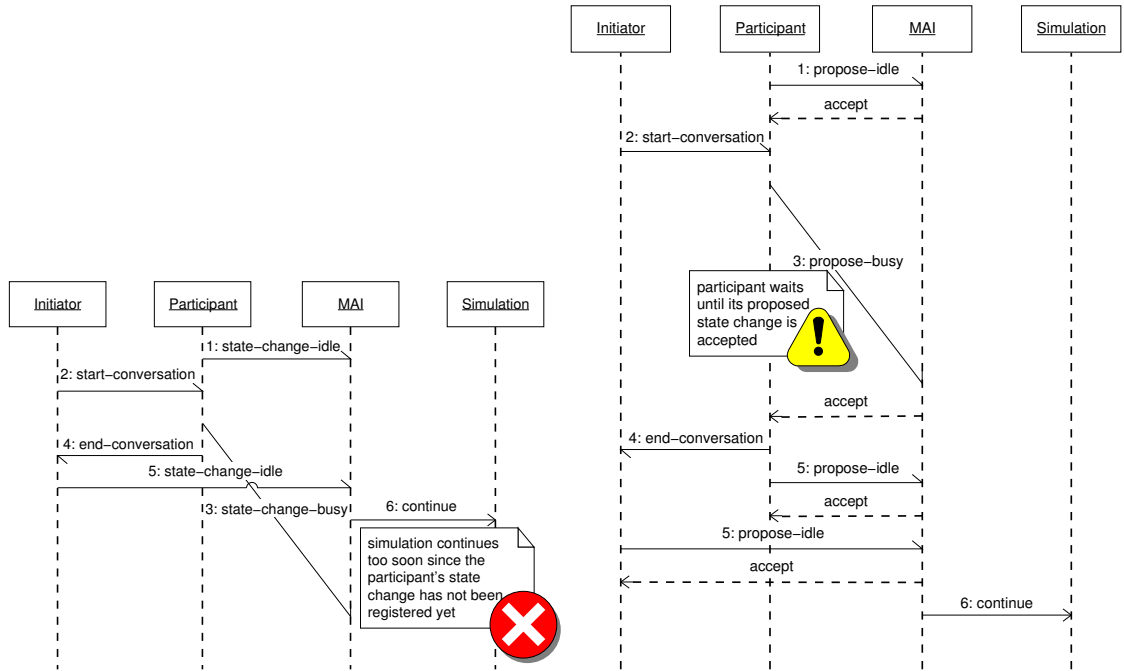 Initiator
Participant
MAI
Simulation
1: state−change−idle
2: start−conversation
4: end−conversation
5: state−change−idle
3: state−change−busy
6: continue
simulation continues
too soon since the
participant's state
change has not been
registered yet
Initiator
Participant
MAI
Simulation
1: propose−idle
accept
2: start−conversation
3: propose−busy
participant waits
until its proposed
state change is
accepted
!
accept
4: end−conversation
5: propose−idle
accept
5: propose−idle
accept
6: continue